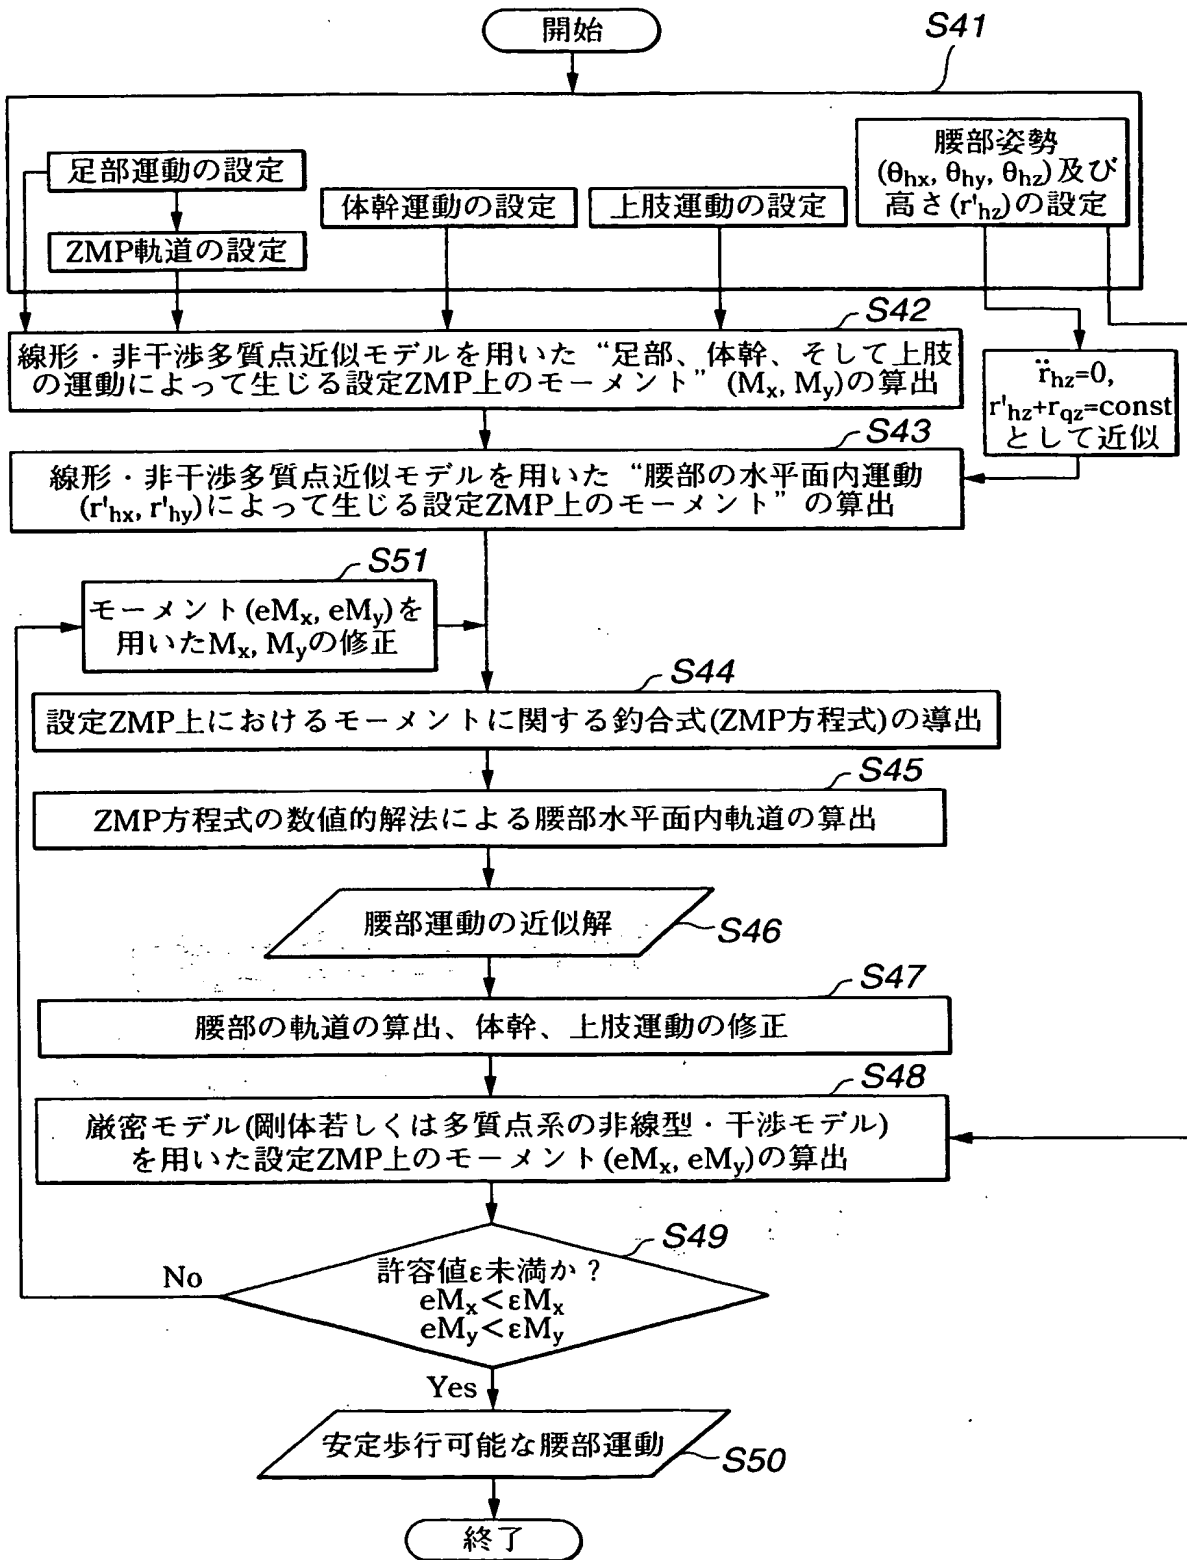 開始
S41
足部運動の設定
ZMP軌道の設定
体幹運動の設定
上肢運動の設定
腰部姿勢
(θhx, θhy, θhz)及び
高さ(r'hz)の設定
S42
線形・非干渉多質点近似モデルを用いた“足部、体幹、そして上肢
の運動によって生じる設定ZMP上のモーメント”(Mx, My)の算出
r̈hz=0,
r'hz+rqz=const
として近似
S43
線形・非干渉多質点近似モデルを用いた“腰部の水平面内運動
(r'hx, r'hy)によって生じる設定ZMP上のモーメント”の算出
S51
モーメント(eMx, eMy)を
用いたMx, Myの修正
S44
設定ZMP上におけるモーメントに関する釣合式(ZMP方程式)の導出
S45
ZMP方程式の数値的解法による腰部水平面内軌道の算出
腰部運動の近似解
S46
S47
腰部の軌道の算出、体幹、上肢運動の修正
S48
厳密モデル(剛体若しくは多質点系の非線型・干渉モデル)
を用いた設定ZMP上のモーメント(eMx, eMy)の算出
S49
No
許容値ε未満か?
eMx<εMx
eMy<εMy
Yes
安定歩行可能な腰部運動
S50
終了